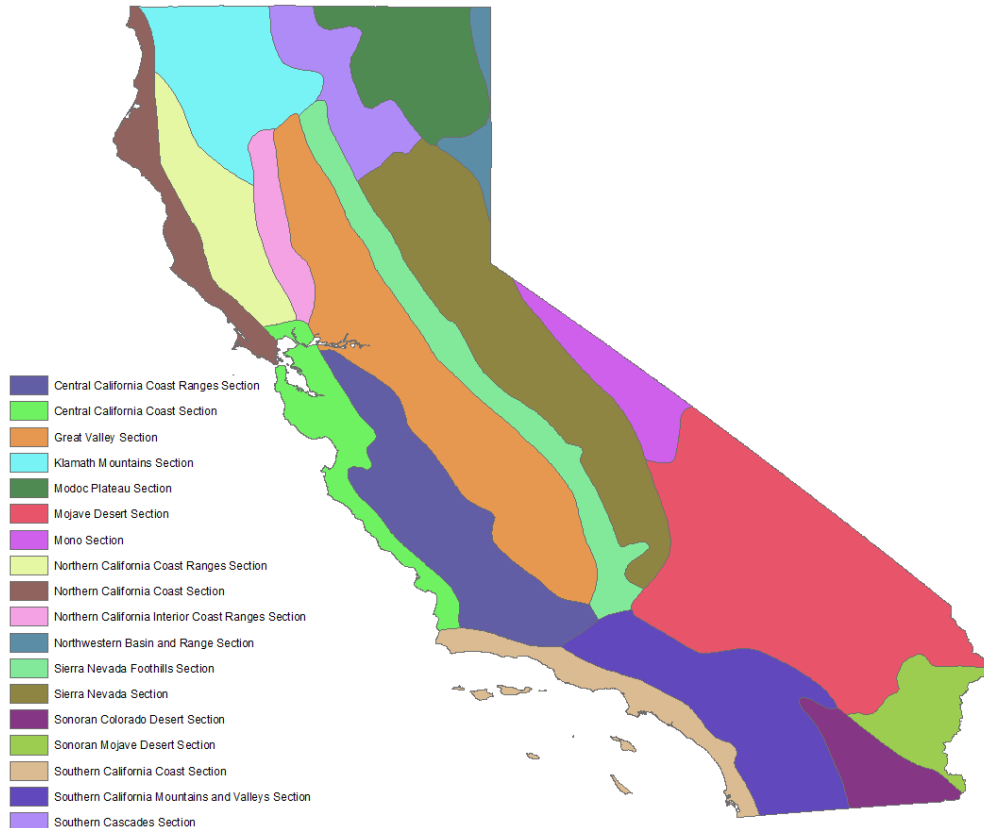 Central California Coast Ranges Section
Central California Coast Section
Great Valley Section
Klamath Mountains Section
Modoc Plateau Section
Mojave Desert Section
Mono Section
Northern California Coast Ranges Section
Northern California Coast Section
Northern California Interior Coast Ranges Section
Northwestern Basin and Range Section
Sierra Nevada Foothills Section
Sierra Nevada Section
Sonoran Colorado Desert Section
Sonoran Mojave Desert Section
Southern California Coast Section
Southern California Mountains and Valleys Section
Southern Cascades Section